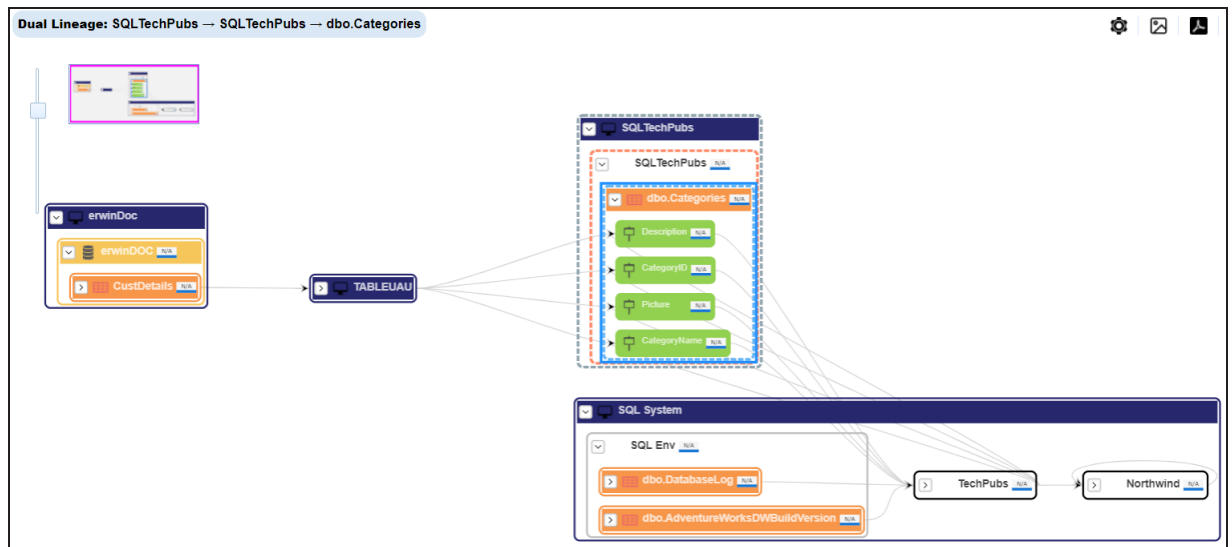 Dual Lineage: SQLTechPubs → SQLTechPubs → dbo.Categories
SQLTechPubs
SQLTechPubs N/A
dbo.Categories N/A
Description N/A
CategoryID N/A
Picture N/A
CategoryName N/A
erwinDoc
erwinDOC N/A
CustDetails N/A
TABLEUAU
SQL System
SQL Env N/A
dbo.DatabaseLog N/A
dbo.AdventureWorksDWBuildVersion N/A
TechPubs N/A
Northwind N/A